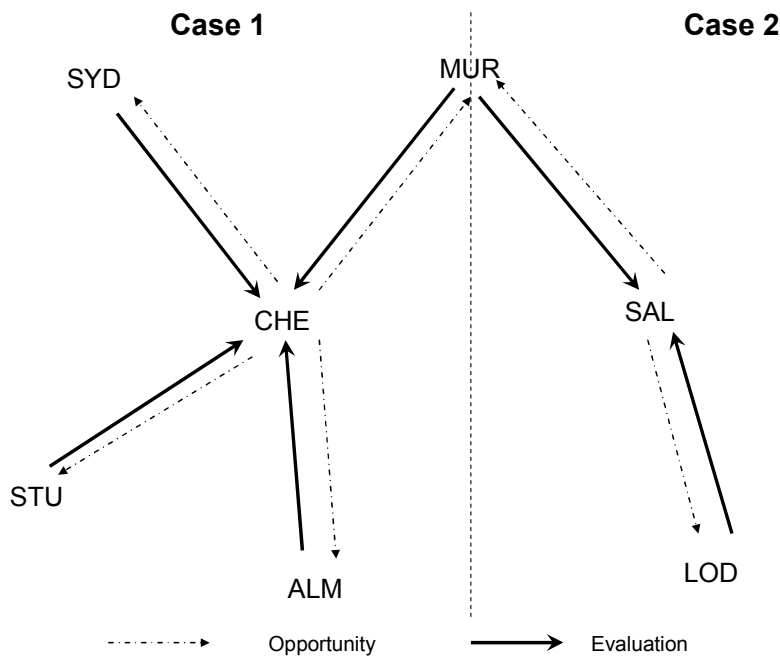 Case 1
Case 2
SYD
MUR
CHE
SAL
STU
ALM
LOD
Opportunity
Evaluation